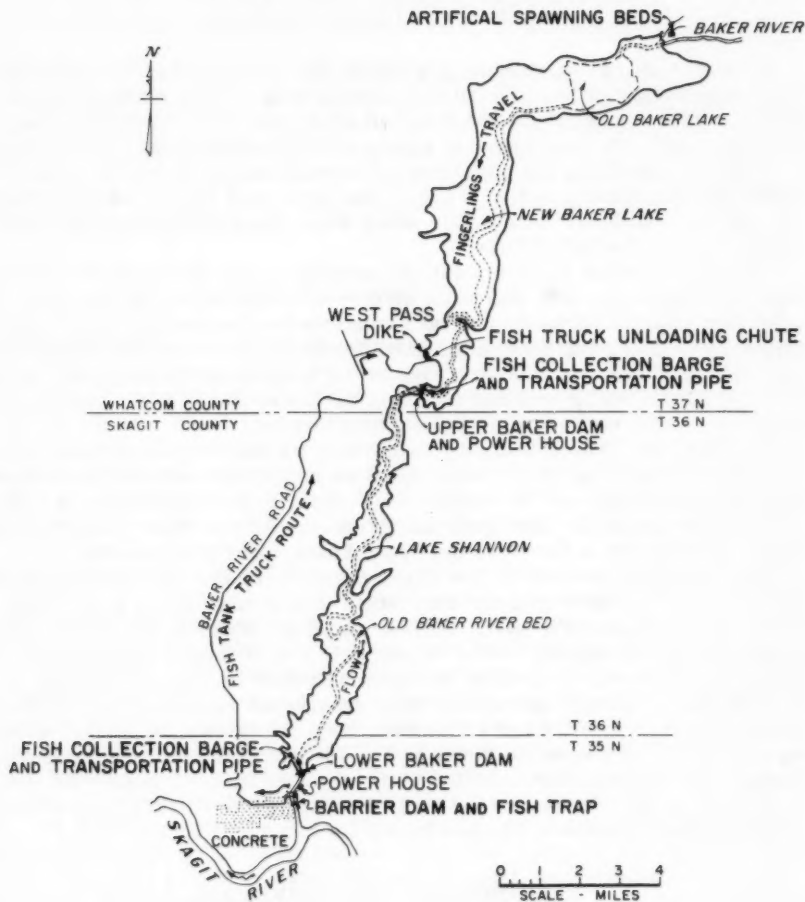 ARTIFICAL SPAWNING BEDS
BAKER RIVER
N
OLD BAKER LAKE
TRAVEL
FINGERLINGS
NEW BAKER LAKE
WEST PASS
DIKE
FISH TRUCK UNLOADING CHUTE
FISH COLLECTION BARGE
AND TRANSPORTATION PIPE
WHATCOM COUNTY
SKAGIT COUNTY
T 37 N
T 36 N
UPPER BAKER DAM
AND POWER HOUSE
BAKER RIVER ROAD
FISH TANK TRUCK ROUTE
LAKE SHANNON
OLD BAKER RIVER BED
FLOW
T 36 N
T 35 N
FISH COLLECTION BARGE
AND TRANSPORTATION PIPE
LOWER BAKER DAM
POWER HOUSE
BARRIER DAM AND FISH TRAP
CONCRETE
SKAGIT RIVER
0 1 2 3 4
SCALE - MILES